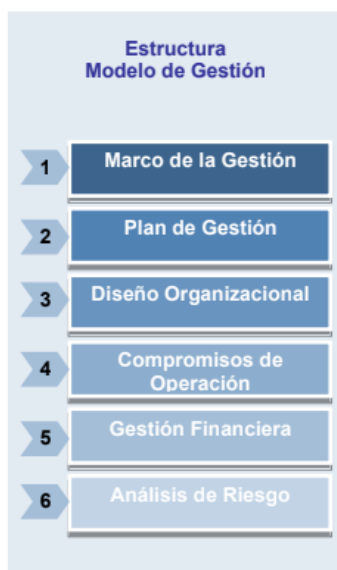 Estructura
Modelo de Gestión
1
Marco de la Gestión
2
Plan de Gestión
3
Diseño Organizacional
4
Compromisos de
Operación
5
Gestión Financiera
6
Análisis de Riesgo